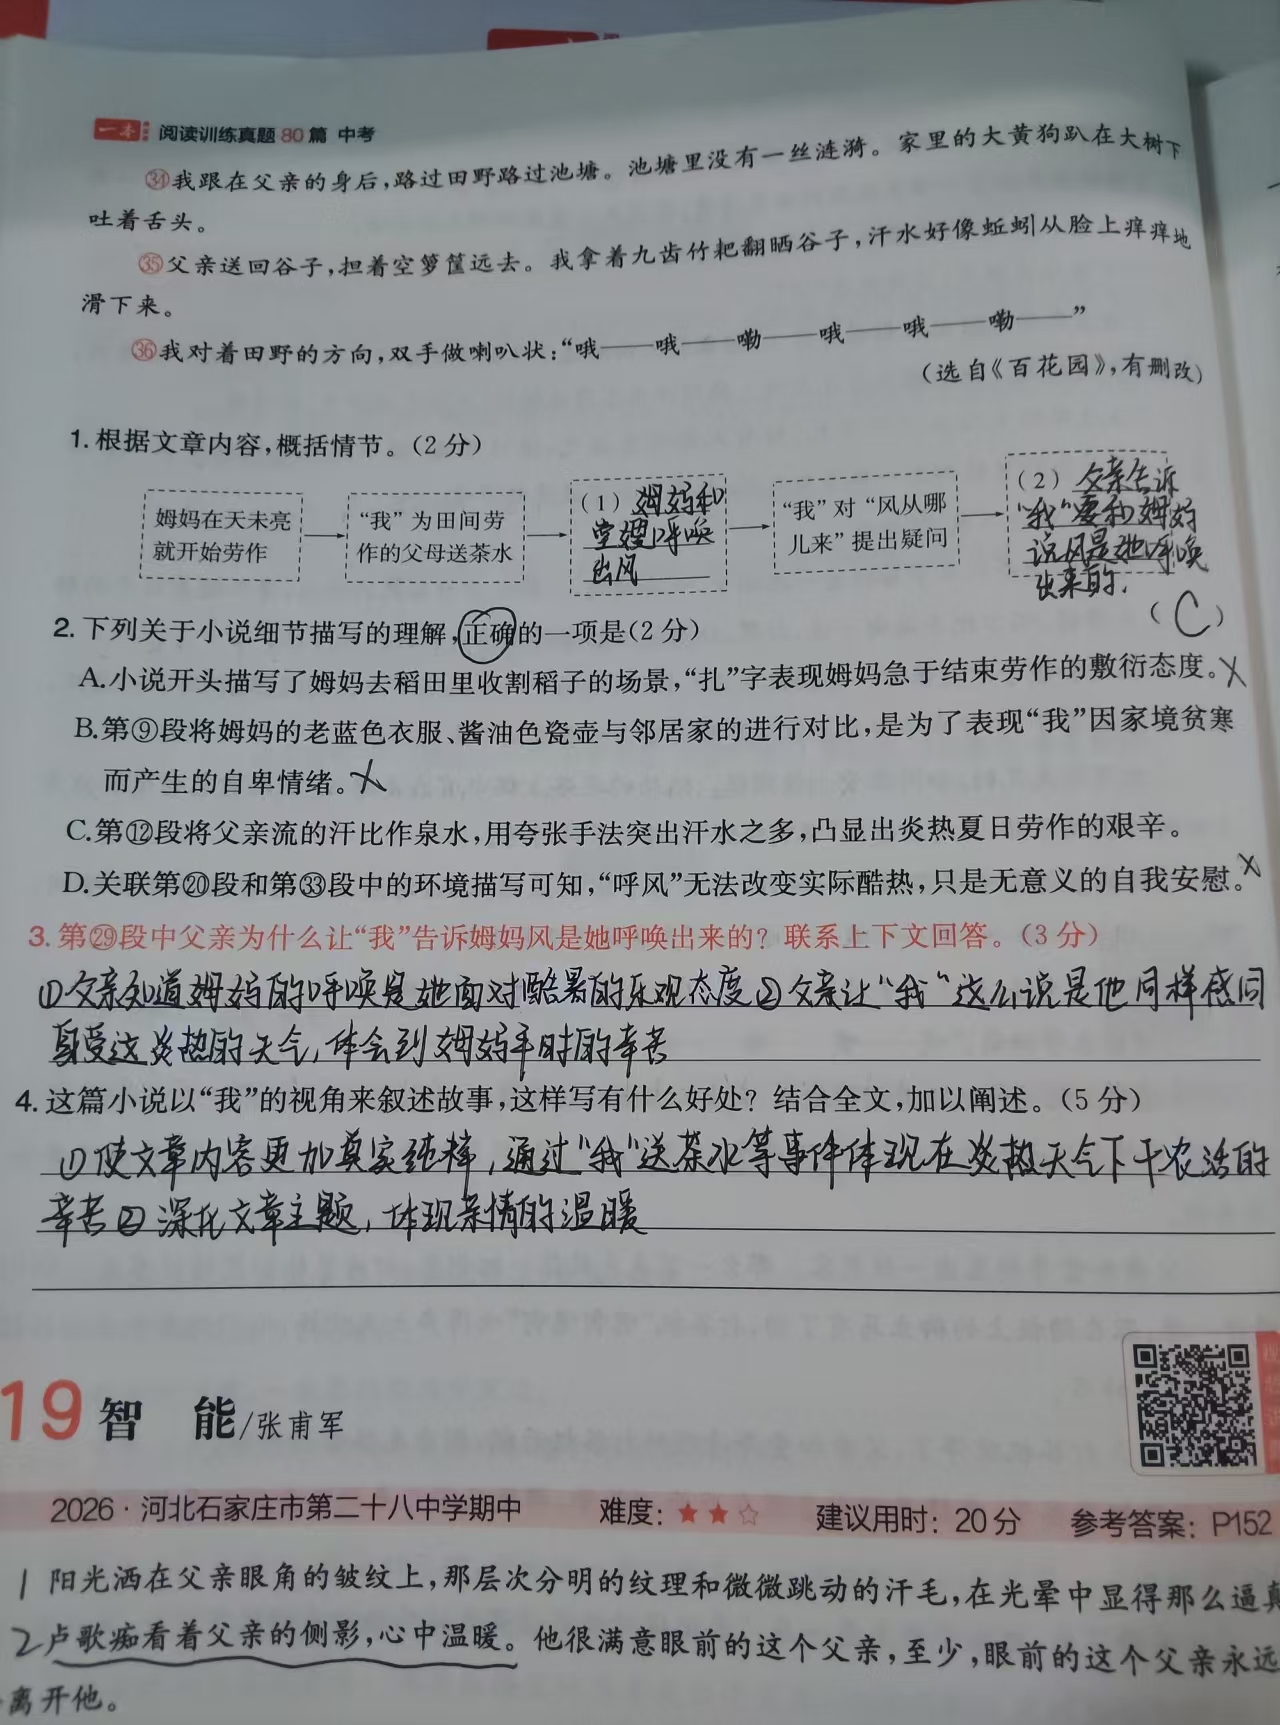 一本 阅读训练真题80篇 中考
㉞我跟在父亲的身后,路过田野路过池塘。池塘里没有一丝涟漪。家里的大黄狗趴在大树下
吐着舌头。
㉟父亲送回谷子,担着空箩筐远去。我拿着九齿竹耙翻晒谷子,汗水好像蚯蚓从脸上痒痒地
滑下来。
㊱我对着田野的方向,双手做喇叭状:“哦——哦——嘞——哦——哦——嘞——”
(选自《百花园》,有删改)
1. 根据文章内容,概括情节。(2分)
姆妈在天未亮
就开始劳作
“我”为田间劳
作的父母送茶水
(1) 姆妈和
堂嫂呼唤
出风
“我”对“风从哪
儿来”提出疑问
(2) 父亲告诉
“我”要和姆妈
说风是她呼唤
出来的.
2. 下列关于小说细节描写的理解,正确的一项是(2分)
( C )
A.小说开头描写了姆妈去稻田里收割稻子的场景,“扎”字表现姆妈急于结束劳作的敷衍态度。×
B.第⑨段将姆妈的老蓝色衣服、酱油色瓷壶与邻居家的进行对比,是为了表现“我”因家境贫寒
而产生的自卑情绪。×
C.第⑫段将父亲流的汗比作泉水,用夸张手法突出汗水之多,凸显出炎热夏日劳作的艰辛。
D.关联第⑳段和第㉝段中的环境描写可知,“呼风”无法改变实际酷热,只是无意义的自我安慰。×
3. 第㉙段中父亲为什么让“我”告诉姆妈风是她呼唤出来的?联系上下文回答。(3分)
①父亲知道姆妈的呼唤是她面对酷暑的乐观态度②父亲让“我”这么说是他同样感同
身受这炎热的天气,体会到姆妈平时的辛苦
4. 这篇小说以“我”的视角来叙述故事,这样写有什么好处?结合全文,加以阐述。(5分)
①使文章内容更加真实纯粹,通过“我”送茶水等事件体现在炎热天气下干农活的
辛苦②深化文章主题,体现亲情的温暖
19 智 能/张甫军
2026·河北石家庄市第二十八中学期中 难度:★★☆ 建议用时:20分 参考答案:P152
1 阳光洒在父亲眼角的皱纹上,那层次分明的纹理和微微跳动的汗毛,在光晕中显得那么逼真
2 卢歌痴看着父亲的侧影,心中温暖。他很满意眼前的这个父亲,至少,眼前的这个父亲永远
离开他。